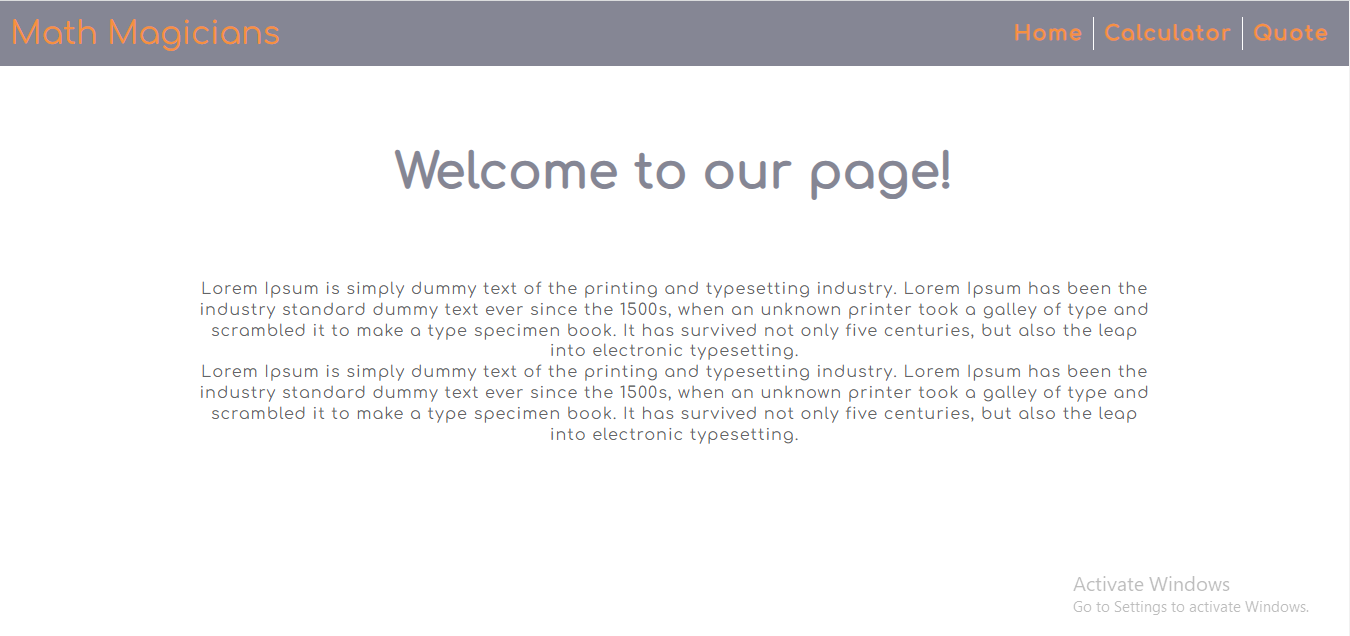 Math Magicians
Home Calculator Quote
Welcome to our page!
Lorem Ipsum is simply dummy text of the printing and typesetting industry. Lorem Ipsum has been the
industry standard dummy text ever since the 1500s, when an unknown printer took a galley of type and
scrambled it to make a type specimen book. It has survived not only five centuries, but also the leap
into electronic typesetting.
Lorem Ipsum is simply dummy text of the printing and typesetting industry. Lorem Ipsum has been the
industry standard dummy text ever since the 1500s, when an unknown printer took a galley of type and
scrambled it to make a type specimen book. It has survived not only five centuries, but also the leap
into electronic typesetting.
Activate Windows
Go to Settings to activate Windows.